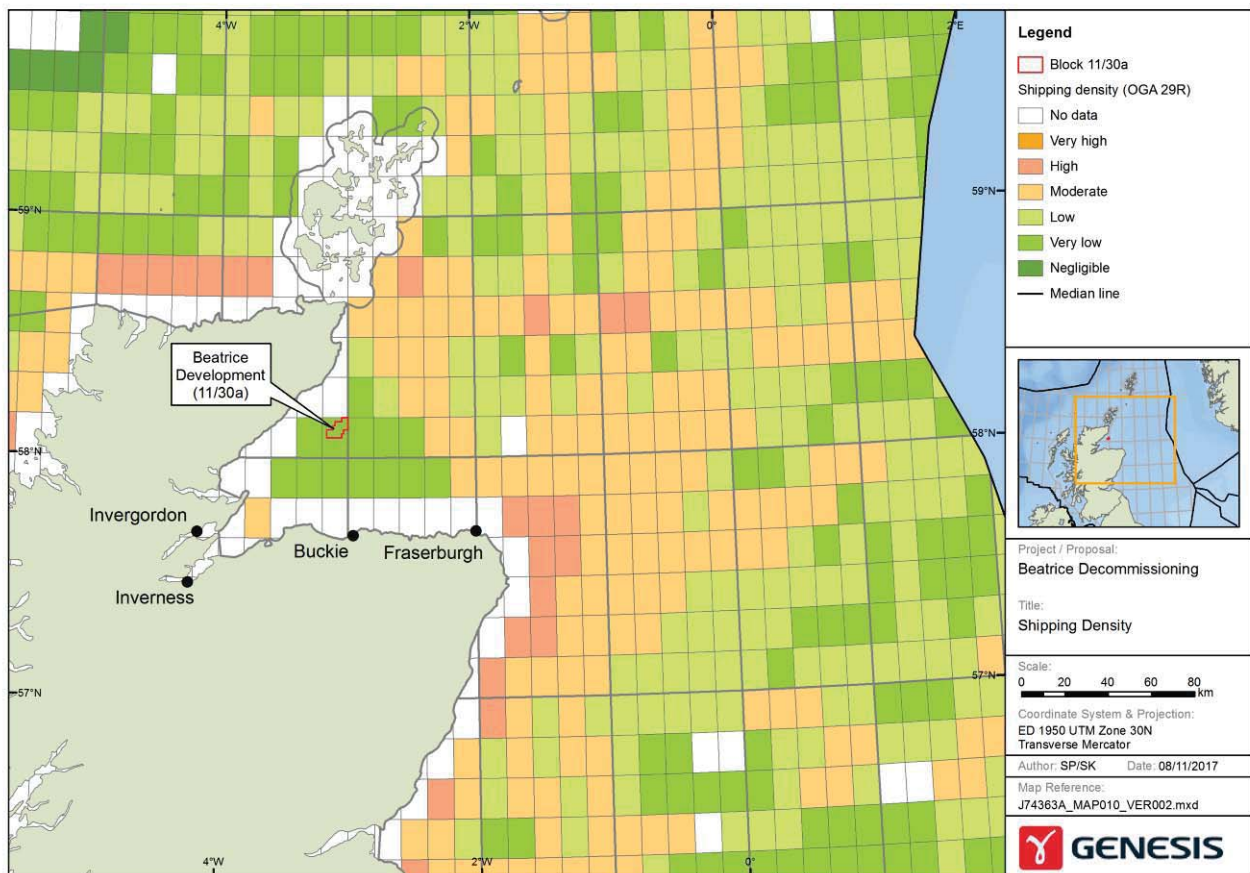 4°W
2°W
0°
2°E
59°N
59°N
Beatrice
Development
(11/30a)
58°N
58°N
Invergordon
Buckie
Fraserburgh
Inverness
57°N
57°N
4°W
2°W
0°
Legend
Block 11/30a
Shipping density (OGA 29R)
No data
Very high
High
Moderate
Low
Very low
Negligible
Median line
Project / Proposal:
Beatrice Decommissioning
Title:
Shipping Density
Scale:
0 20 40 60 80
km
Coordinate System & Projection:
ED 1950 UTM Zone 30N
Transverse Mercator
Author: SP/SK Date: 08/11/2017
Map Reference:
J74363A_MAP010_VER002.mxd
GENESIS